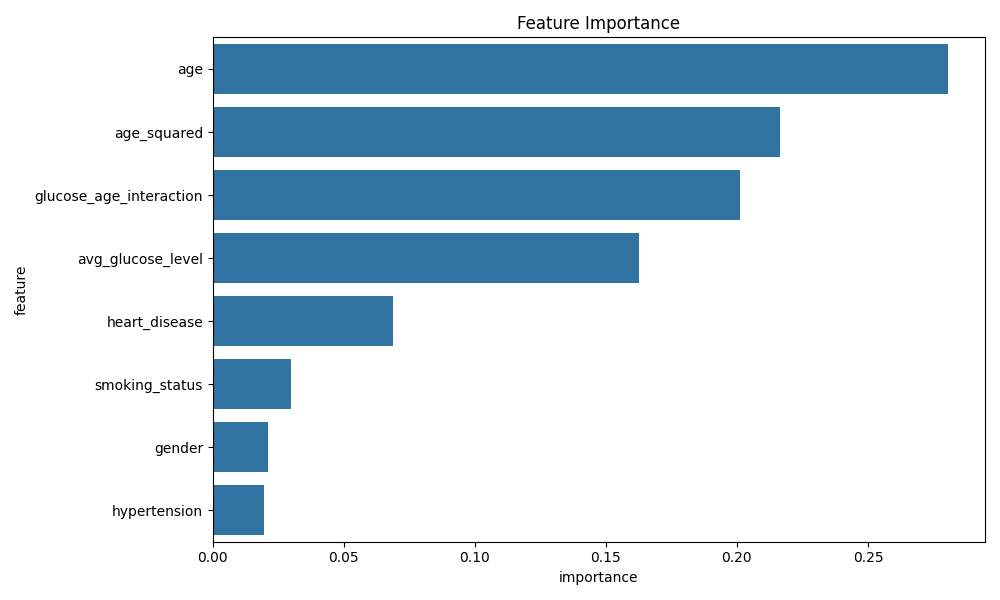 Feature Importance
age
age_squared
glucose_age_interaction
avg_glucose_level
heart_disease
smoking_status
gender
hypertension
feature
0.00 0.05 0.10 0.15 0.20 0.25
importance